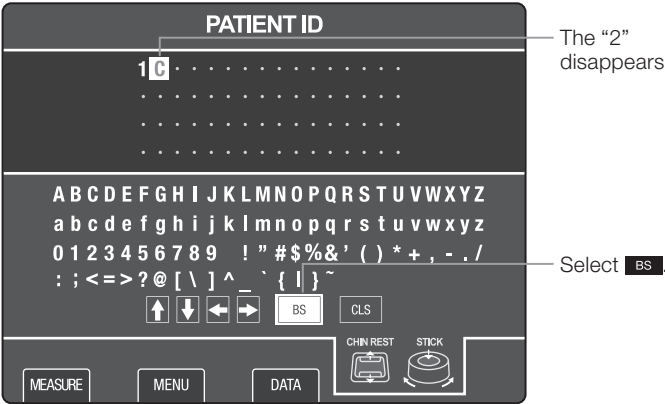 PATIENT ID
1C··············
················
················
················
The “2”
disappears
A B C D E F G H I J K L M N O P Q R S T U V W X Y Z
a b c d e f g h i j k l m n o p q r s t u v w x y z
0 1 2 3 4 5 6 7 8 9 ! ” # $ % & ’ ( ) * + , - . /
: ; < = > ? @ [ \ ] ^ _ ` { | } ~
↑ ↓ ← → BS CLS
Select BS.
CHIN REST STICK
MEASURE MENU DATA